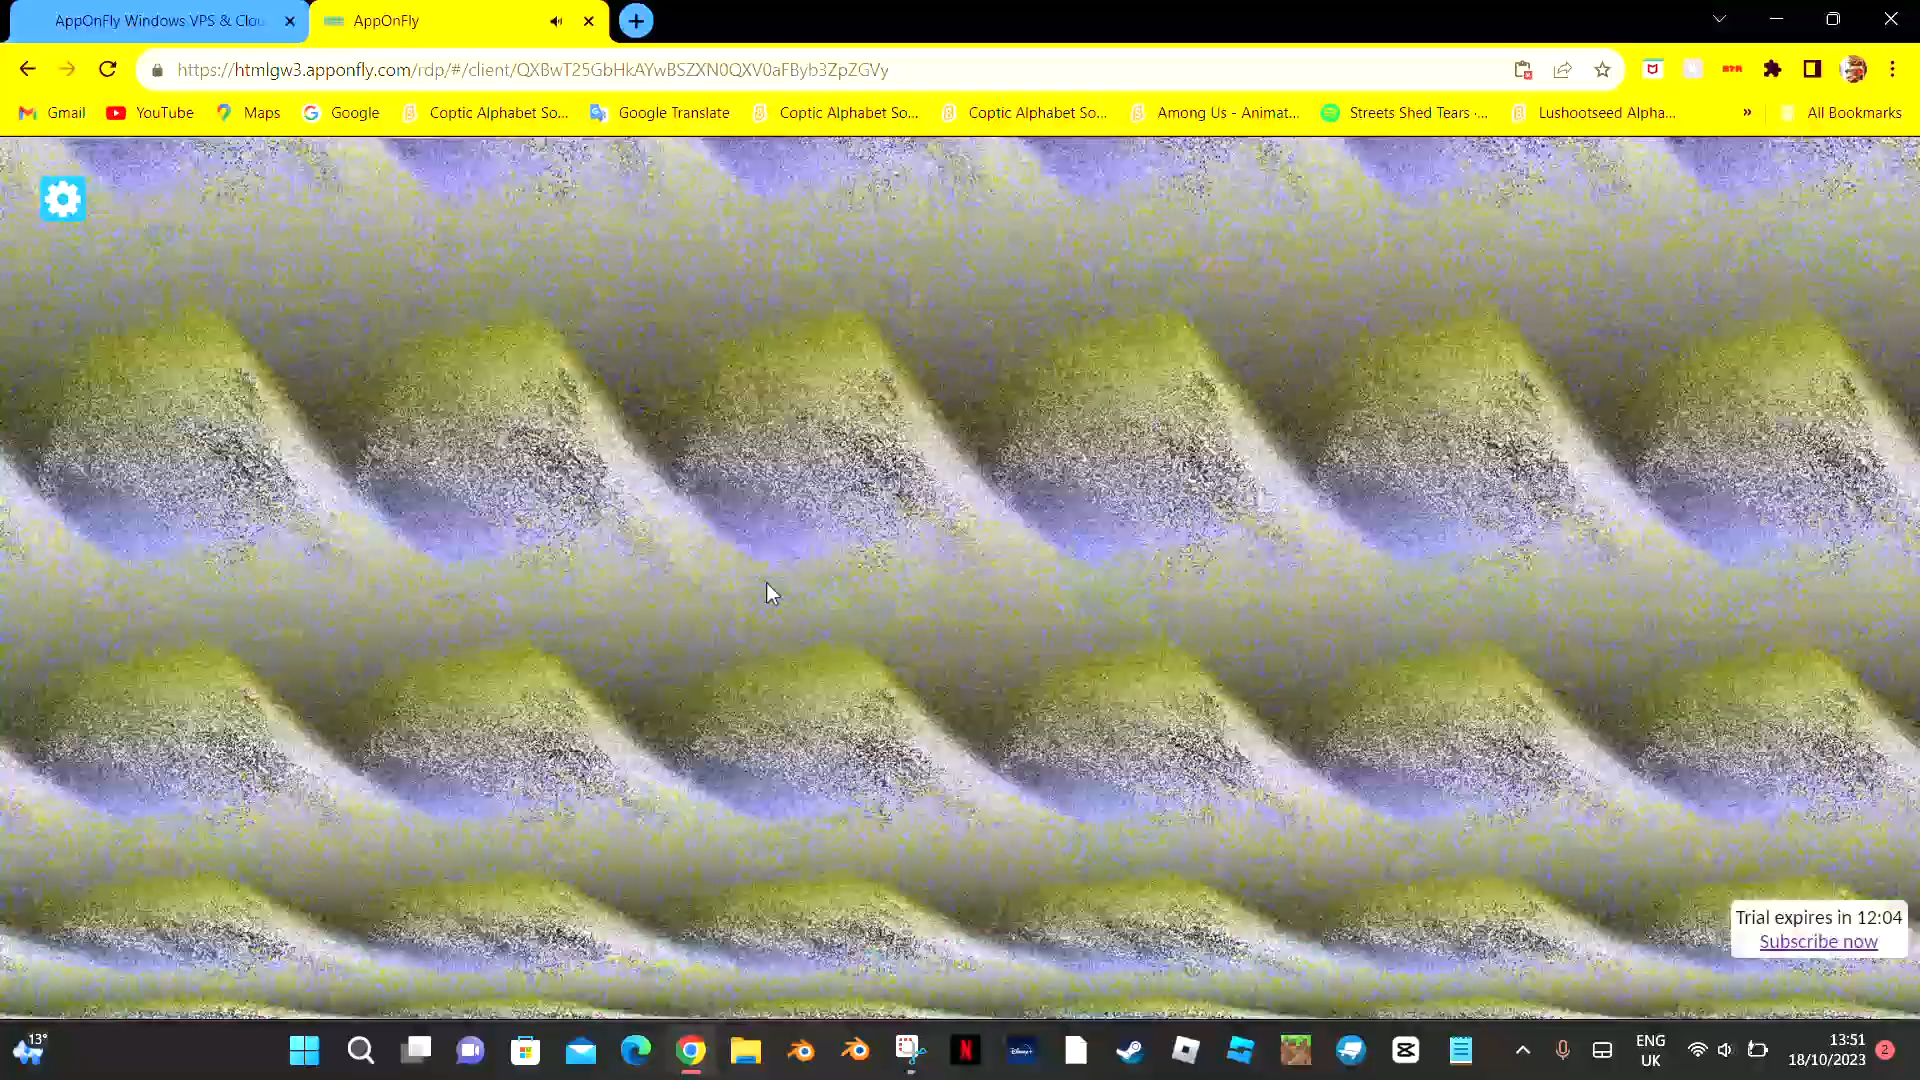 AppOnFly Windows VPS & Clou
AppOnFly
https://htmlgw3.apponfly.com/rdp/#/client/QXBwT25GbHkAYwBSZXN0QXV0aFByb3ZpZGVy
Gmail
YouTube
Maps
Google
Coptic Alphabet So...
Google Translate
Coptic Alphabet So...
Coptic Alphabet So...
Among Us - Animat...
Streets Shed Tears ·...
Lushootseed Alpha...
»
All Bookmarks
Trial expires in 12:04
Subscribe now
13°
ENG
UK
13:51
18/10/2023
2